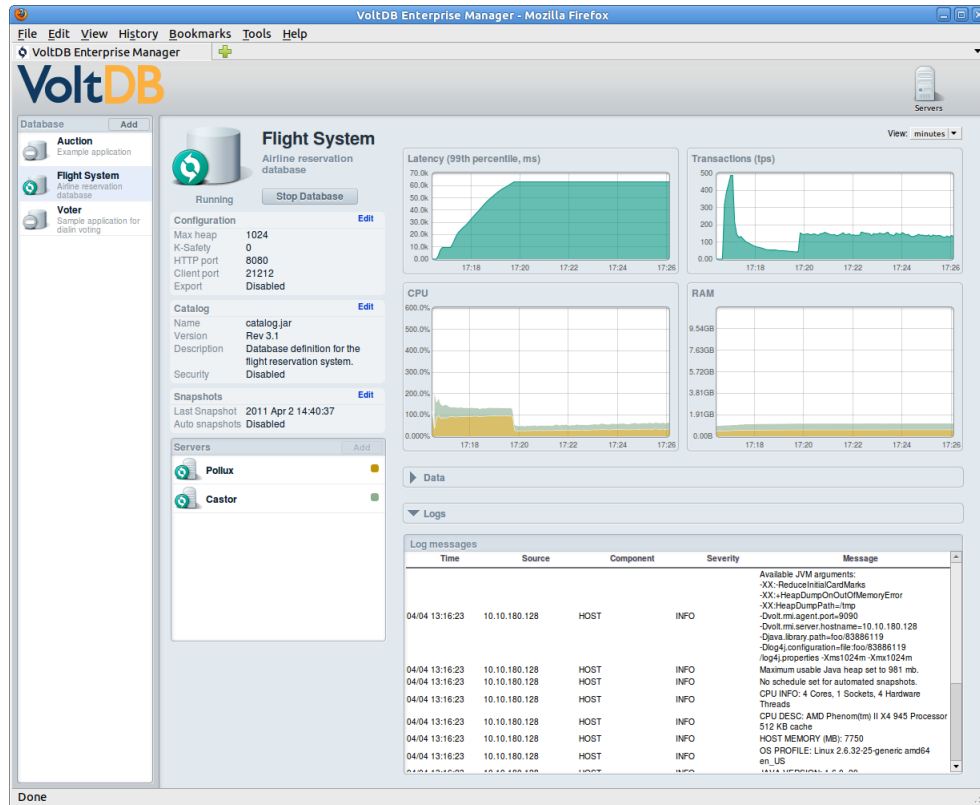 VoltDB Enterprise Manager - Mozilla Firefox
File Edit View History Bookmarks Tools Help
VoltDB Enterprise Manager
VoltDB
Servers
Database Add
Auction
Example application
Flight System
Airline reservation
database
Voter
Sample application for
dialin voting
Flight System
Airline reservation
database
Running
Stop Database
Configuration Edit
Max heap 1024
K-Safety 0
HTTP port 8080
Client port 21212
Export Disabled
Catalog Edit
Name catalog.jar
Version Rev 3.1
Description Database definition for the
flight reservation system.
Security Disabled
Snapshots Edit
Last Snapshot 2011 Apr 2 14:40:37
Auto snapshots Disabled
Servers Add
Pollux
Castor
View: minutes
Latency (99th percentile, ms)
70.0k
60.0k
50.0k
40.0k
30.0k
20.0k
10.0k
0.00
17:18 17:20 17:22 17:24 17:26
Transactions (tps)
500
400
300
200
100
0.00
17:18 17:20 17:22 17:24 17:26
CPU
600.0%
500.0%
400.0%
300.0%
200.0%
100.0%
0.000%
17:18 17:20 17:22 17:24 17:26
RAM
9.54GB
7.63GB
5.72GB
3.81GB
1.91GB
0.00B
17:18 17:20 17:22 17:24 17:26
Data
Logs
Log messages
Time Source Component Severity Message
Available JVM arguments:
-XX:-ReduceInitialCardMarks
-XX:+HeapDumpOnOutOfMemoryError
-XX:HeapDumpPath=/tmp
04/04 13:16:23 10.10.180.128 HOST INFO -Dvolt.rmi.agent.port=9090
-Dvolt.rmi.server.hostname=10.10.180.128
-Djava.library.path=foo/83886119
-Dlog4j.configuration=file:foo/83886119
/log4j.properties -Xms1024m -Xmx1024m
04/04 13:16:23 10.10.180.128 HOST INFO Maximum usable Java heap set to 981 mb.
04/04 13:16:23 10.10.180.128 HOST INFO No schedule set for automated snapshots.
04/04 13:16:23 10.10.180.128 HOST INFO CPU INFO: 4 Cores, 1 Sockets, 4 Hardware
Threads
04/04 13:16:23 10.10.180.128 HOST INFO CPU DESC: AMD Phenom(tm) II X4 945 Processor
512 KB cache
04/04 13:16:23 10.10.180.128 HOST INFO HOST MEMORY (MB): 7750
04/04 13:16:23 10.10.180.128 HOST INFO OS PROFILE: Linux 2.6.32-25-generic amd64
en_US
Done